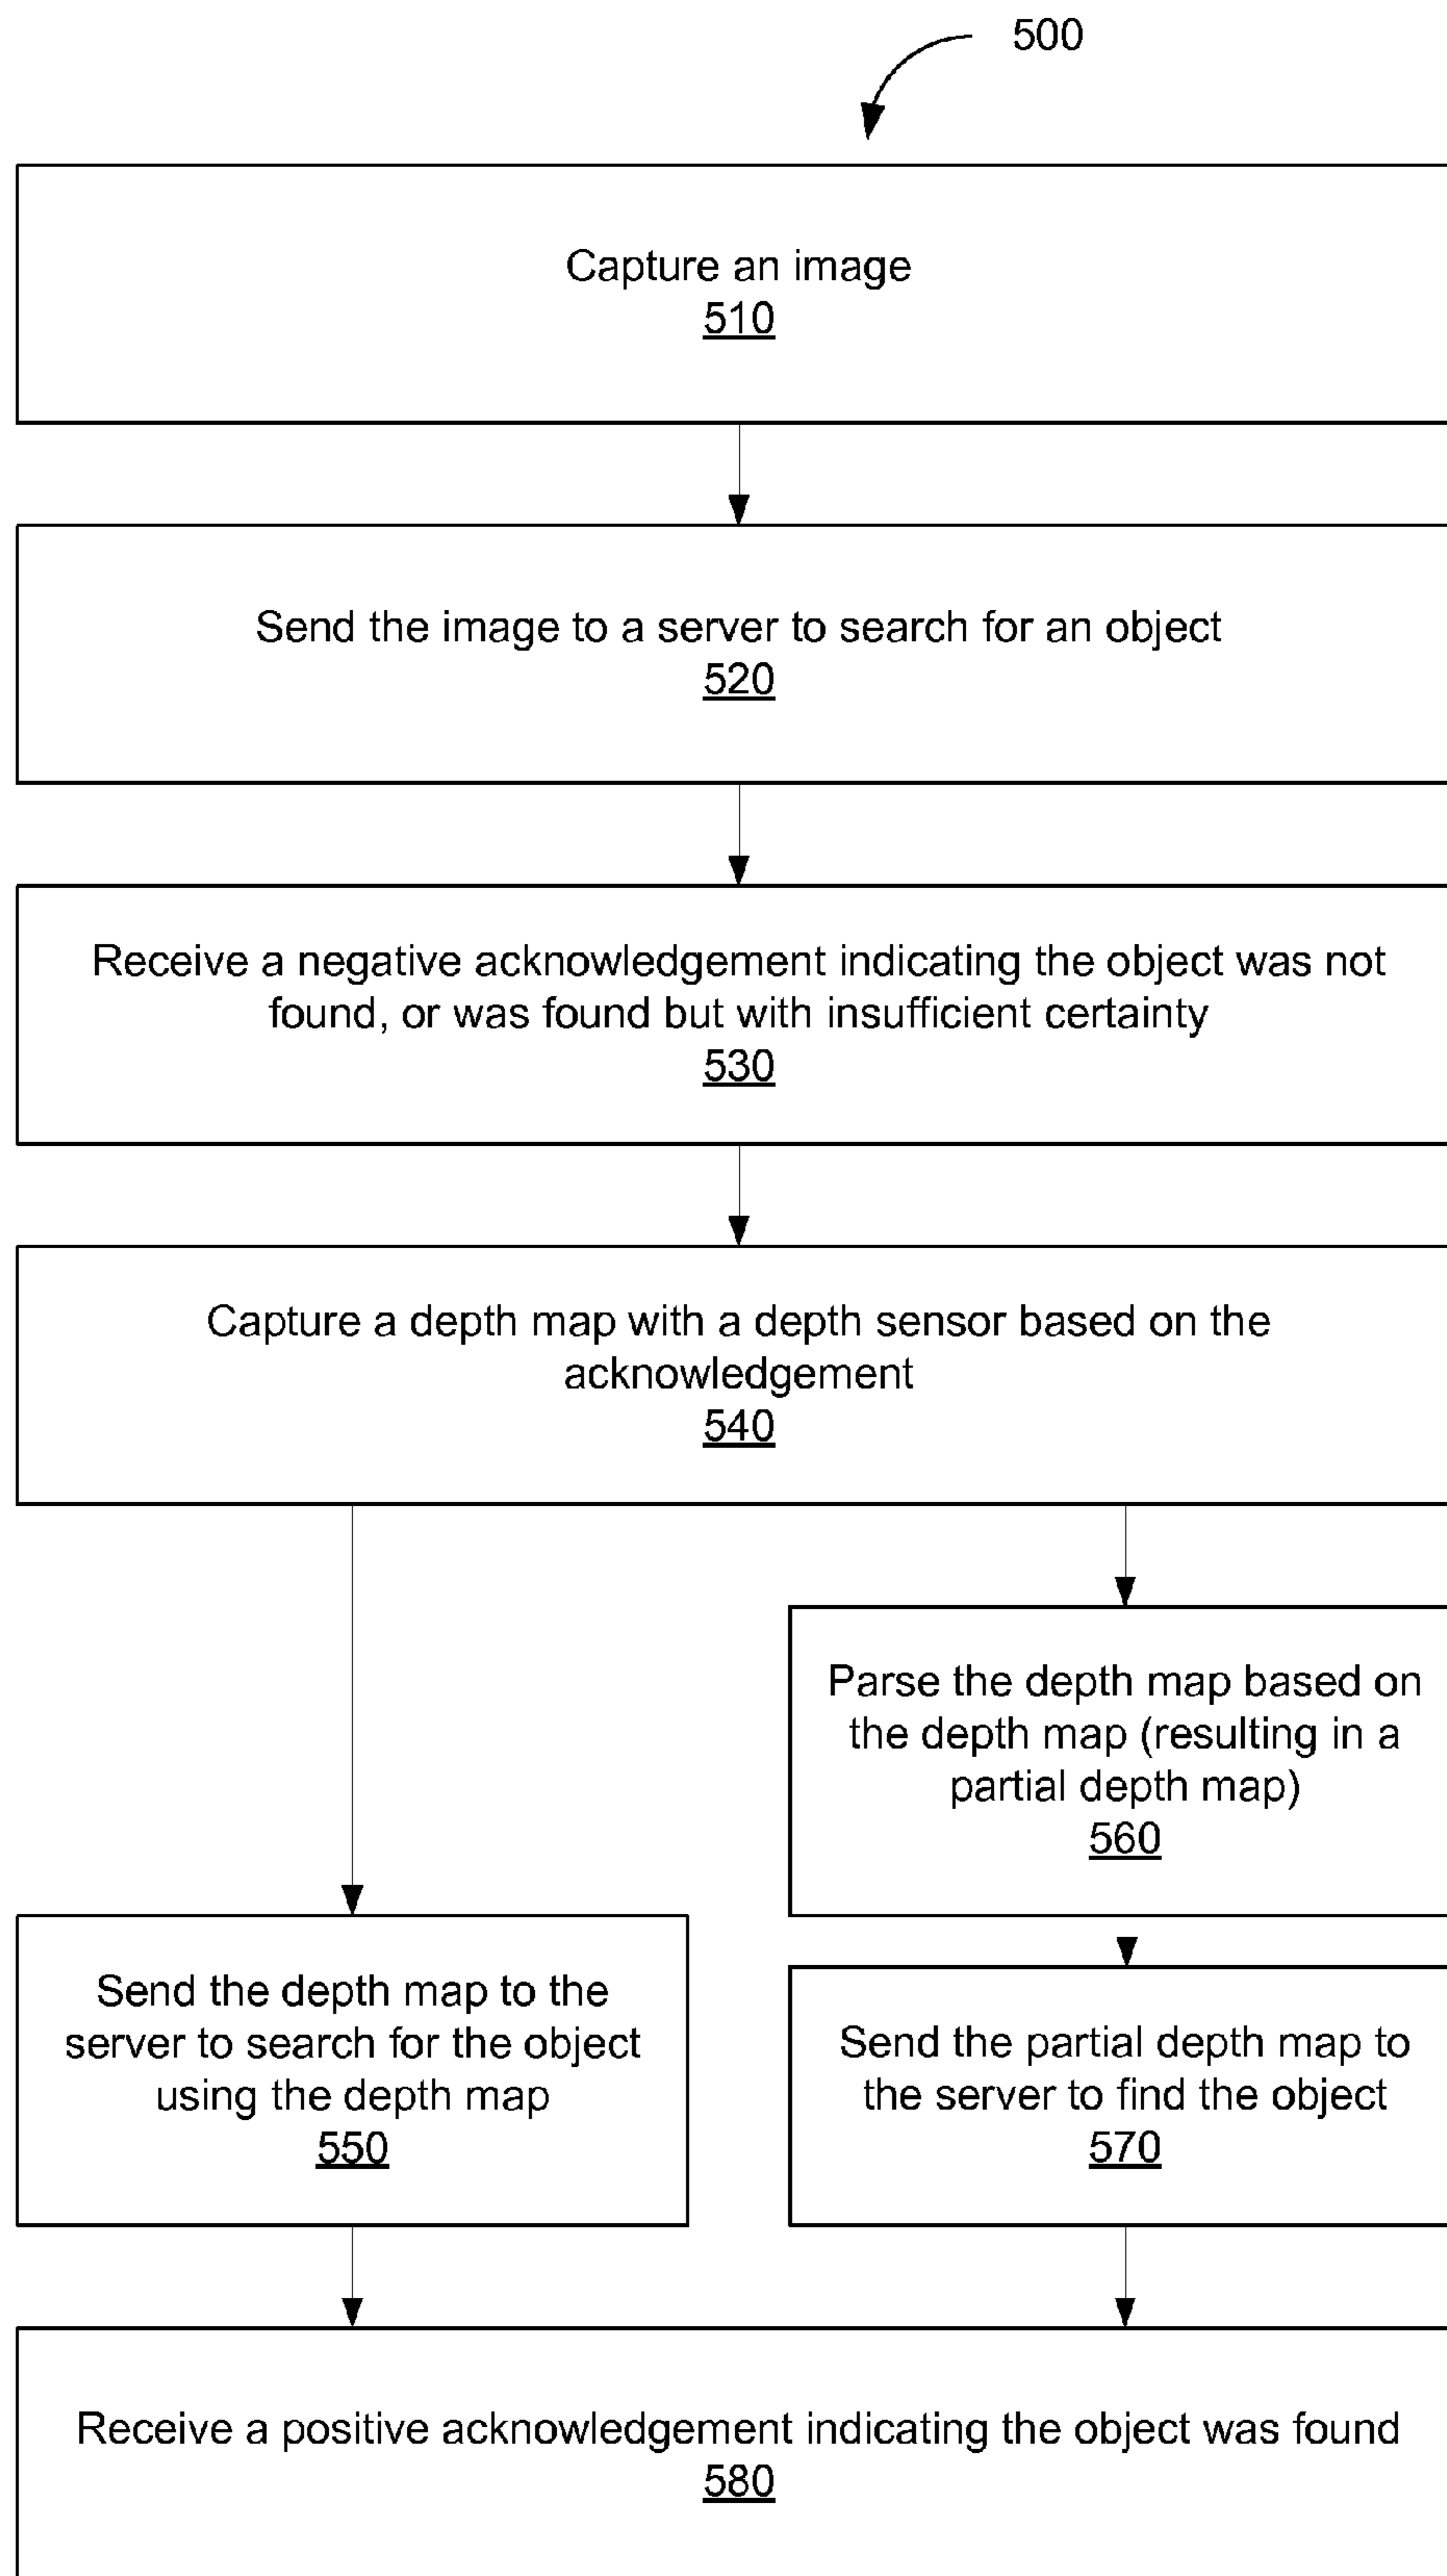 500
Capture an image
510
Send the image to a server to search for an object
520
Receive a negative acknowledgement indicating the object was not
found, or was found but with insufficient certainty
530
Capture a depth map with a depth sensor based on the
acknowledgement
540
Parse the depth map based on
the depth map (resulting in a
partial depth map)
560
Send the depth map to the
server to search for the object
using the depth map
550
Send the partial depth map to
the server to find the object
570
Receive a positive acknowledgement indicating the object was found
580